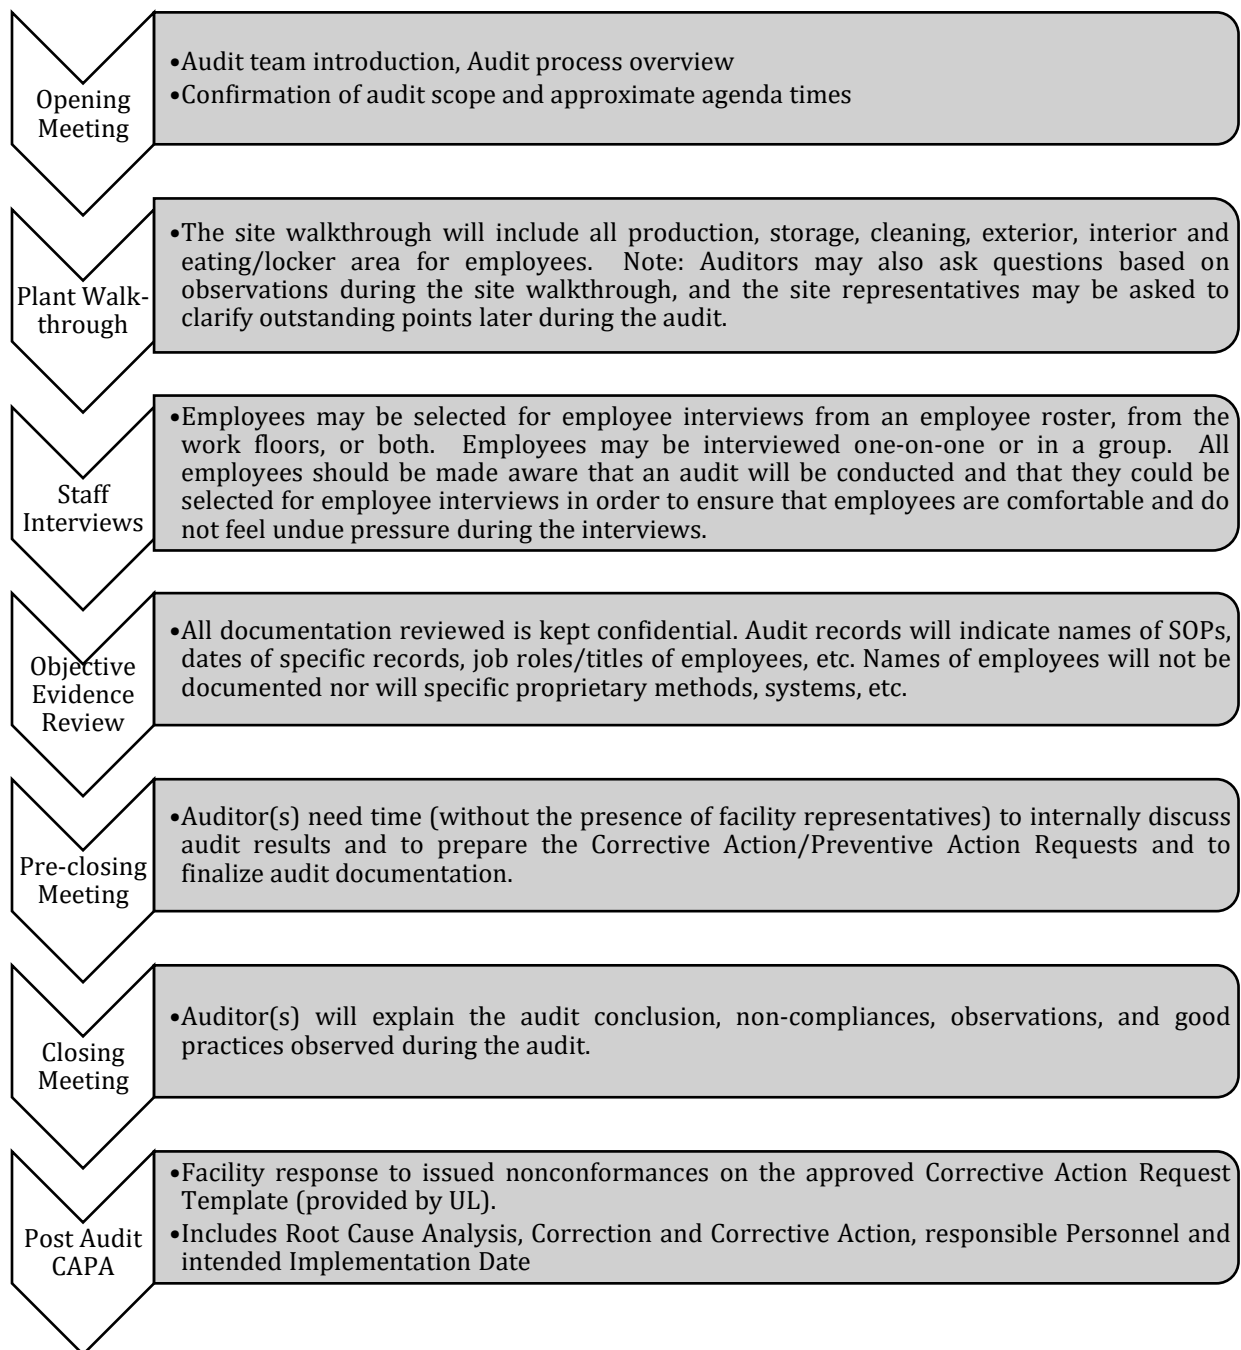 Opening
Meeting
•Audit team introduction, Audit process overview
•Confirmation of audit scope and approximate agenda times
Plant Walk-
through
•The site walkthrough will include all production, storage, cleaning, exterior, interior and
eating/locker area for employees. Note: Auditors may also ask questions based on
observations during the site walkthrough, and the site representatives may be asked to
clarify outstanding points later during the audit.
Staff
Interviews
•Employees may be selected for employee interviews from an employee roster, from the
work floors, or both. Employees may be interviewed one-on-one or in a group. All
employees should be made aware that an audit will be conducted and that they could be
selected for employee interviews in order to ensure that employees are comfortable and do
not feel undue pressure during the interviews.
Objective
Evidence
Review
•All documentation reviewed is kept confidential. Audit records will indicate names of SOPs,
dates of specific records, job roles/titles of employees, etc. Names of employees will not be
documented nor will specific proprietary methods, systems, etc.
Pre-closing
Meeting
•Auditor(s) need time (without the presence of facility representatives) to internally discuss
audit results and to prepare the Corrective Action/Preventive Action Requests and to
finalize audit documentation.
Closing
Meeting
•Auditor(s) will explain the audit conclusion, non-compliances, observations, and good
practices observed during the audit.
Post Audit
CAPA
•Facility response to issued nonconformances on the approved Corrective Action Request
Template (provided by UL).
•Includes Root Cause Analysis, Correction and Corrective Action, responsible Personnel and
intended Implementation Date